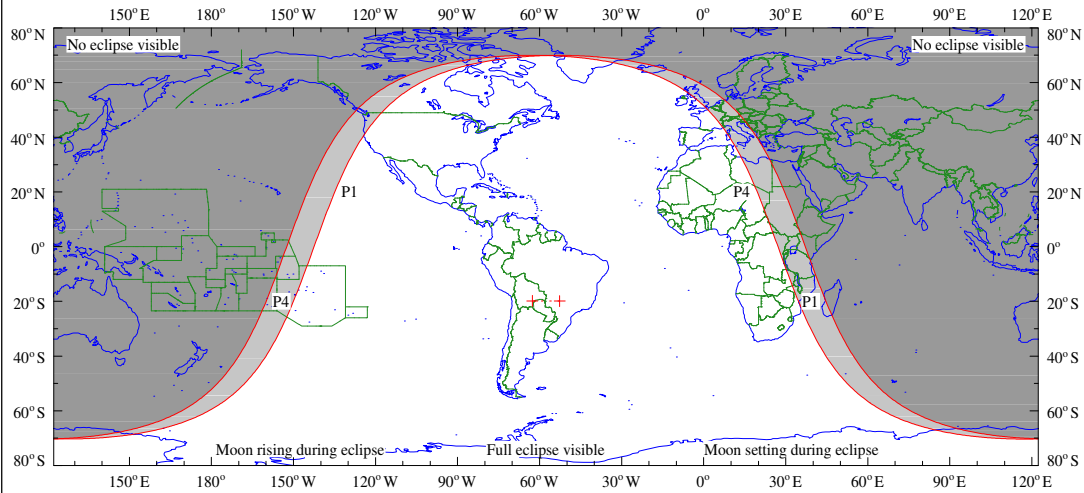 150° E 180° 150° W 120° W 90° W 60° W 30° W 0° 30° E 60° E 90° E 120° E
80° N 80° N
No eclipse visible No eclipse visible
60° N 60° N
40° N 40° N
20° N P1 P4 20° N
0° 0°
20° S P4 P1 20° S
40° S 40° S
60° S 60° S
Moon rising during eclipse Full eclipse visible Moon setting during eclipse
80° S 80° S
150° E 180° 150° W 120° W 90° W 60° W 30° W 0° 30° E 60° E 90° E 120° E